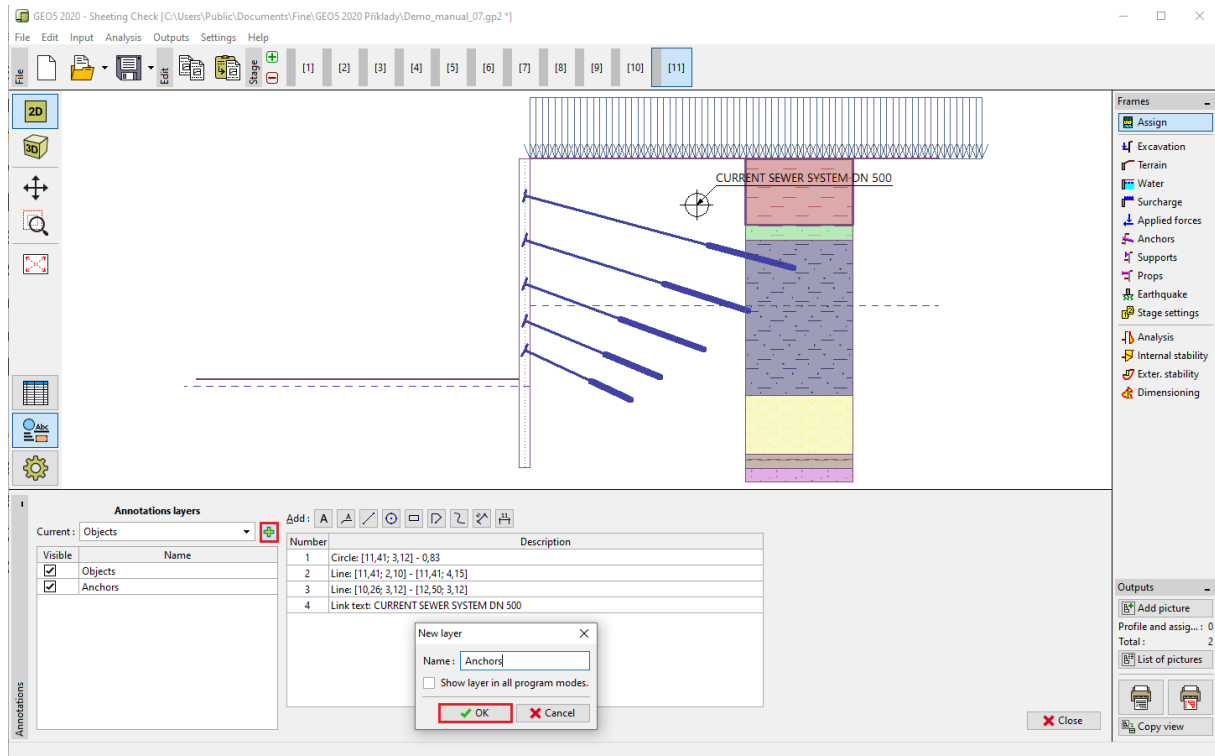 GEO5 2020 - Sheeting Check [C:\Users\Public\Documents\Fine\GEO5 2020 Příklady\Demo_manual_07.gp2 *]
File Edit Input Analysis Outputs Settings Help
File
Edit
Stage
[1] [2] [3] [4] [5] [6] [7] [8] [9] [10] [11]
2D
3D
Abc
CURRENT SEWER SYSTEM DN 500
Frames
Assign
Excavation
Terrain
Water
Surcharge
Applied forces
Anchors
Supports
Props
Earthquake
Stage settings
Analysis
Internal stability
Exter. stability
Dimensioning
Annotations
Annotations layers
Current : Objects
Visible Name
Objects
Anchors
Add : A A
Number Description
1 Circle: [11,41; 3,12] - 0,83
2 Line: [11,41; 2,10] - [11,41; 4,15]
3 Line: [10,26; 3,12] - [12,50; 3,12]
4 Link text: CURRENT SEWER SYSTEM DN 500
New layer
Name : Anchors
Show layer in all program modes.
OK Cancel
Close
Outputs
Add picture
Profile and assig... : 0
Total : 2
List of pictures
Copy view